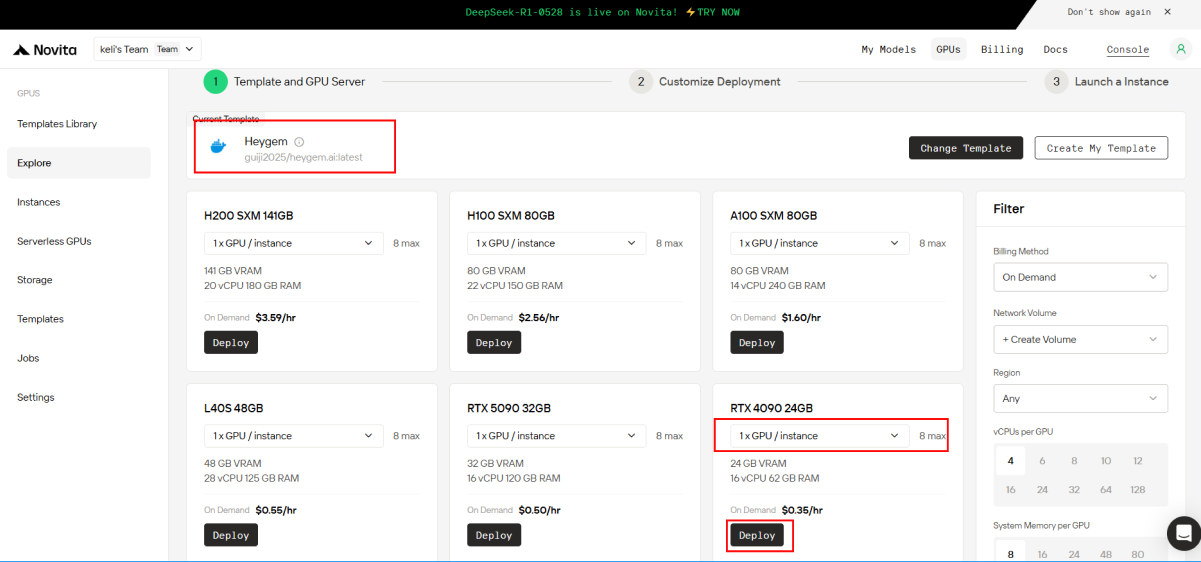 DeepSeek-R1-0528 is live on Novita! ⚡TRY NOW
Don't show again ×
Novita
keli's Team Team
My Models GPUs Billing Docs Console
GPUS
Templates Library
Explore
Instances
Serverless GPUs
Storage
Templates
Jobs
Settings
1 Template and GPU Server
2 Customize Deployment
3 Launch a Instance
Current Template
Heygem
guiji2025/heygem.ai:latest
Change Template
Create My Template
H200 SXM 141GB
1 x GPU / instance 8 max
141 GB VRAM
20 vCPU 180 GB RAM
On Demand $3.59/hr
Deploy
H100 SXM 80GB
1 x GPU / instance 8 max
80 GB VRAM
22 vCPU 150 GB RAM
On Demand $2.56/hr
Deploy
A100 SXM 80GB
1 x GPU / instance 8 max
80 GB VRAM
14 vCPU 240 GB RAM
On Demand $1.60/hr
Deploy
L40S 48GB
1 x GPU / instance 8 max
48 GB VRAM
28 vCPU 125 GB RAM
On Demand $0.55/hr
Deploy
RTX 5090 32GB
1 x GPU / instance 8 max
32 GB VRAM
16 vCPU 120 GB RAM
On Demand $0.50/hr
Deploy
RTX 4090 24GB
1 x GPU / instance 8 max
24 GB VRAM
16 vCPU 62 GB RAM
On Demand $0.35/hr
Deploy
Filter
Billing Method
On Demand
Network Volume
+ Create Volume
Region
Any
vCPUs per GPU
4 6 8 10 12
16 24 32 64 128
System Memory per GPU
8 16 24 48 80